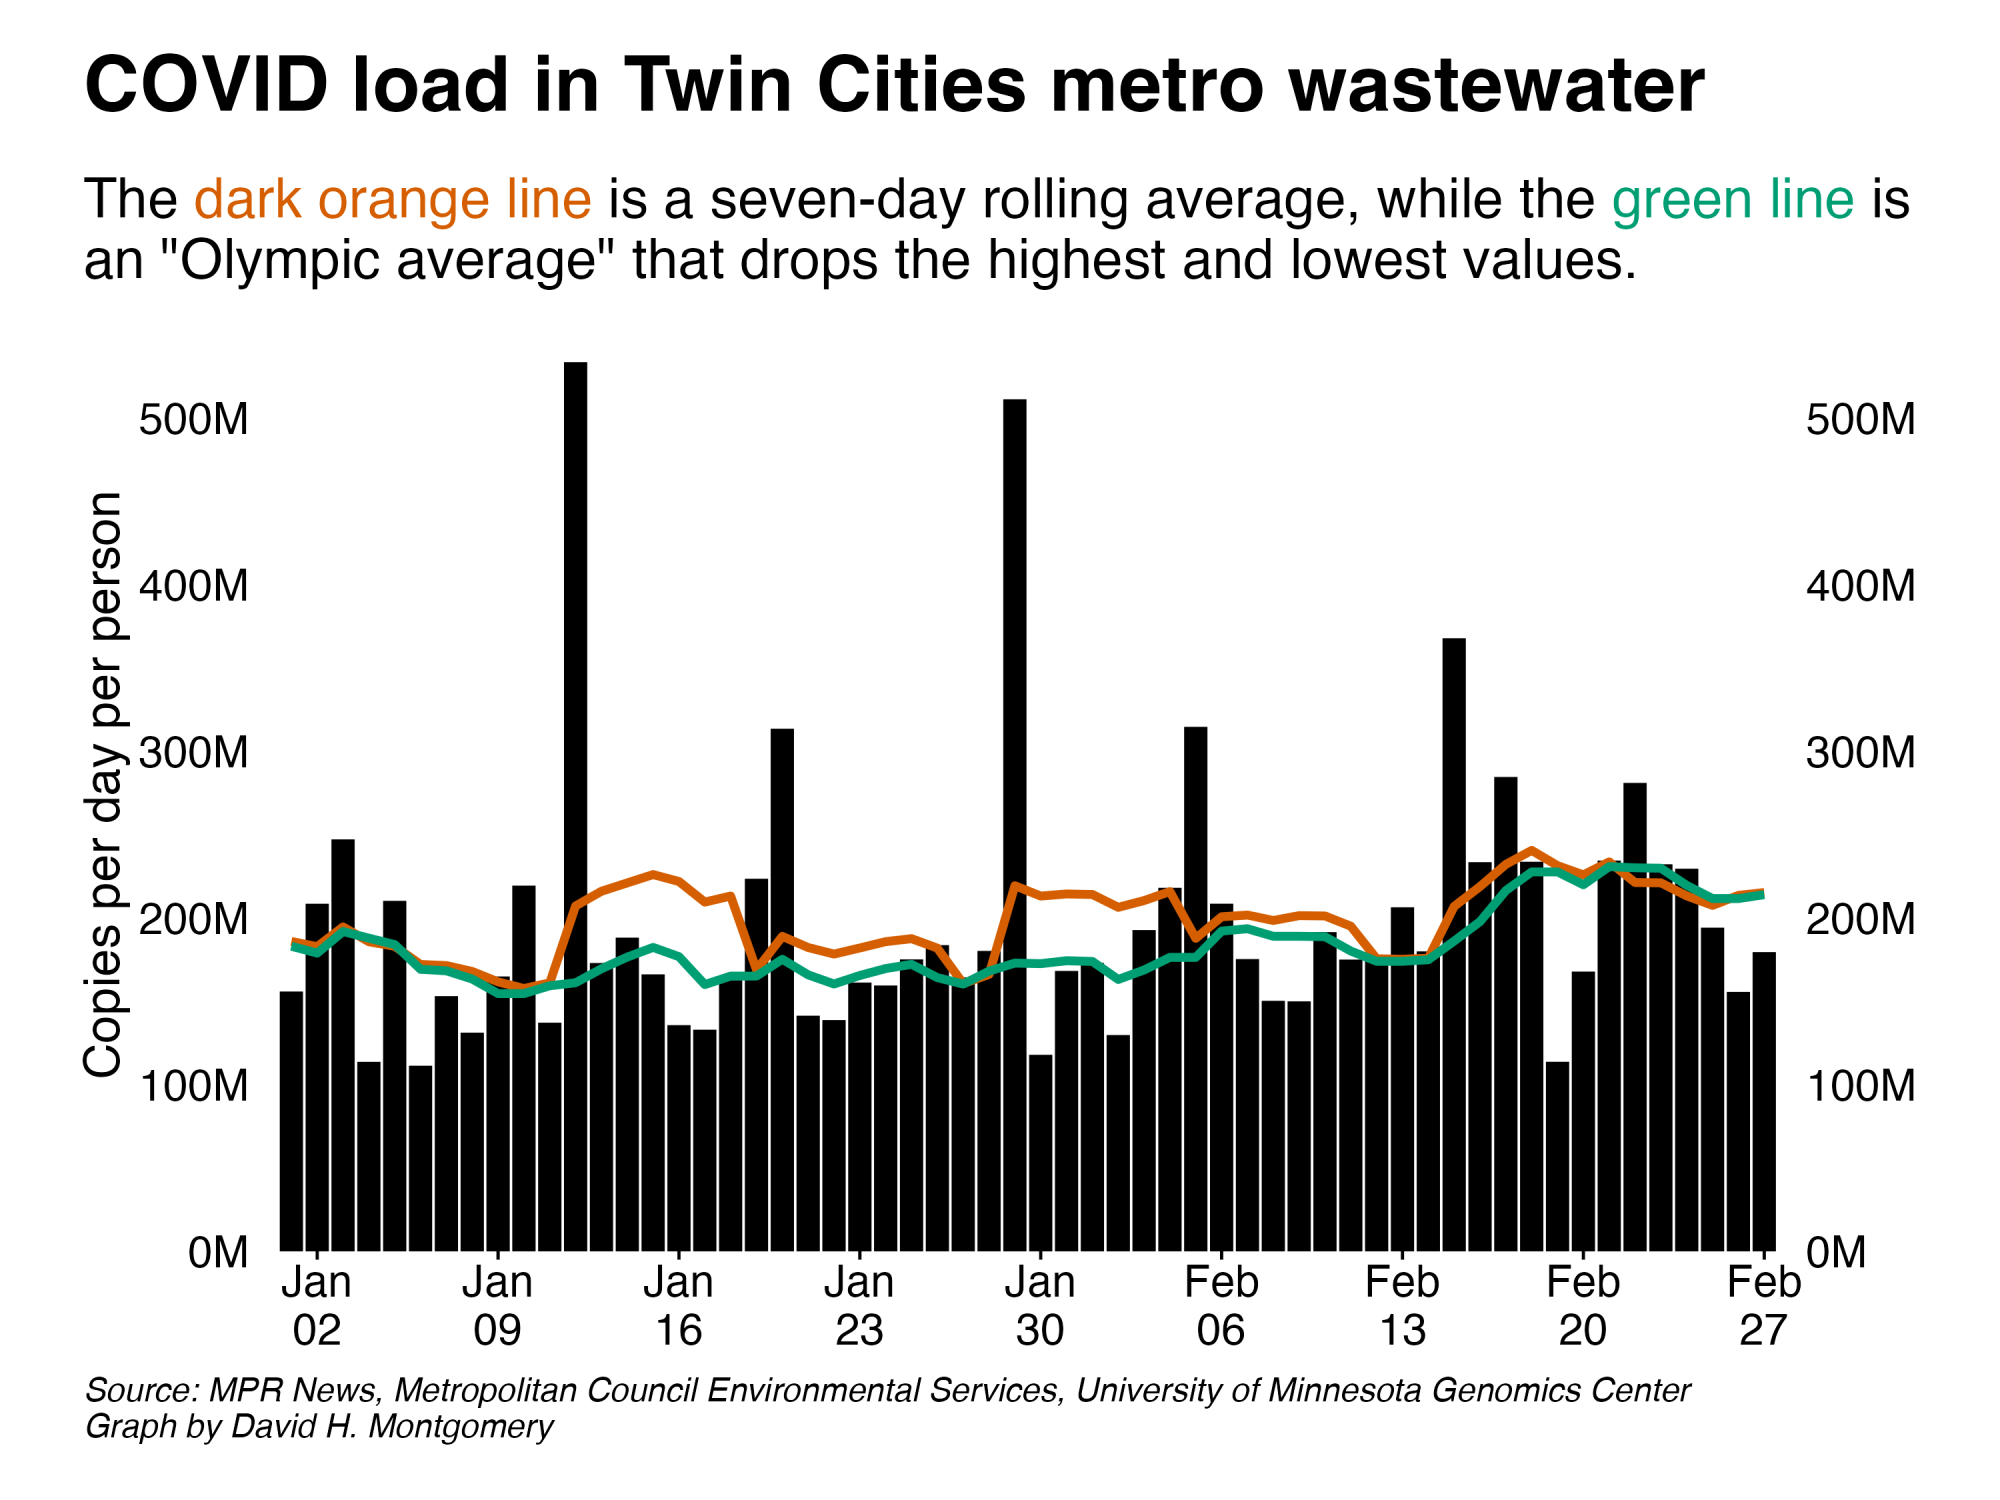 COVID load in Twin Cities metro wastewater
The dark orange line is a seven-day rolling average, while the green line is
an "Olympic average" that drops the highest and lowest values.
Copies per day per person
500M
400M
300M
200M
100M
0M
500M
400M
300M
200M
100M
0M
Jan
02
Jan
09
Jan
16
Jan
23
Jan
30
Feb
06
Feb
13
Feb
20
Feb
27
Source: MPR News, Metropolitan Council Environmental Services, University of Minnesota Genomics Center
Graph by David H. Montgomery